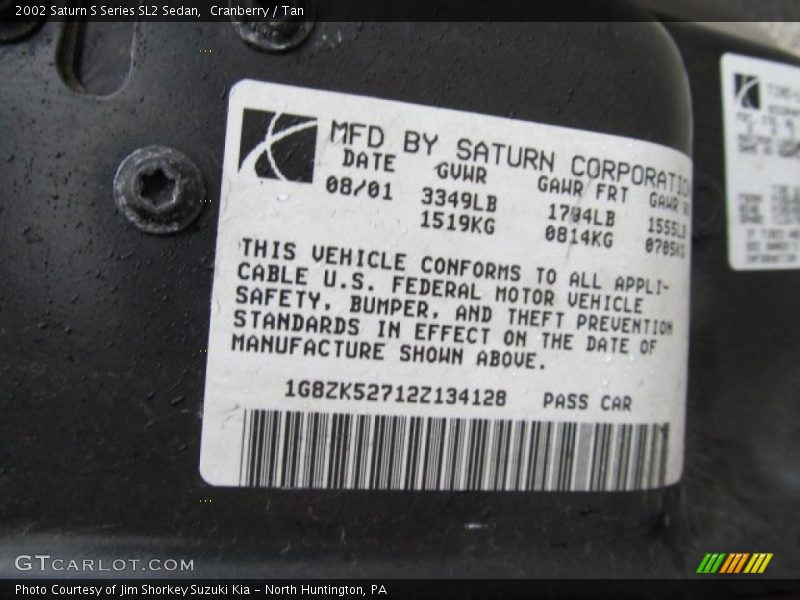 2002 Saturn S Series SL2 Sedan, Cranberry / Tan
MFD BY SATURN CORPORATIO
DATE GVWR GAWR FRT GAWR
08/01 3349LB 1794LB 1555LB
1519KG 0814KG 0705KG
THIS VEHICLE CONFORMS TO ALL APPLI-
CABLE U.S. FEDERAL MOTOR VEHICLE
SAFETY, BUMPER, AND THEFT PREVENTION
STANDARDS IN EFFECT ON THE DATE OF
MANUFACTURE SHOWN ABOVE.
1G8ZK52712Z134128 PASS CAR
GTCARLOT.COM
Photo Courtesy of Jim Shorkey Suzuki Kia - North Huntington, PA